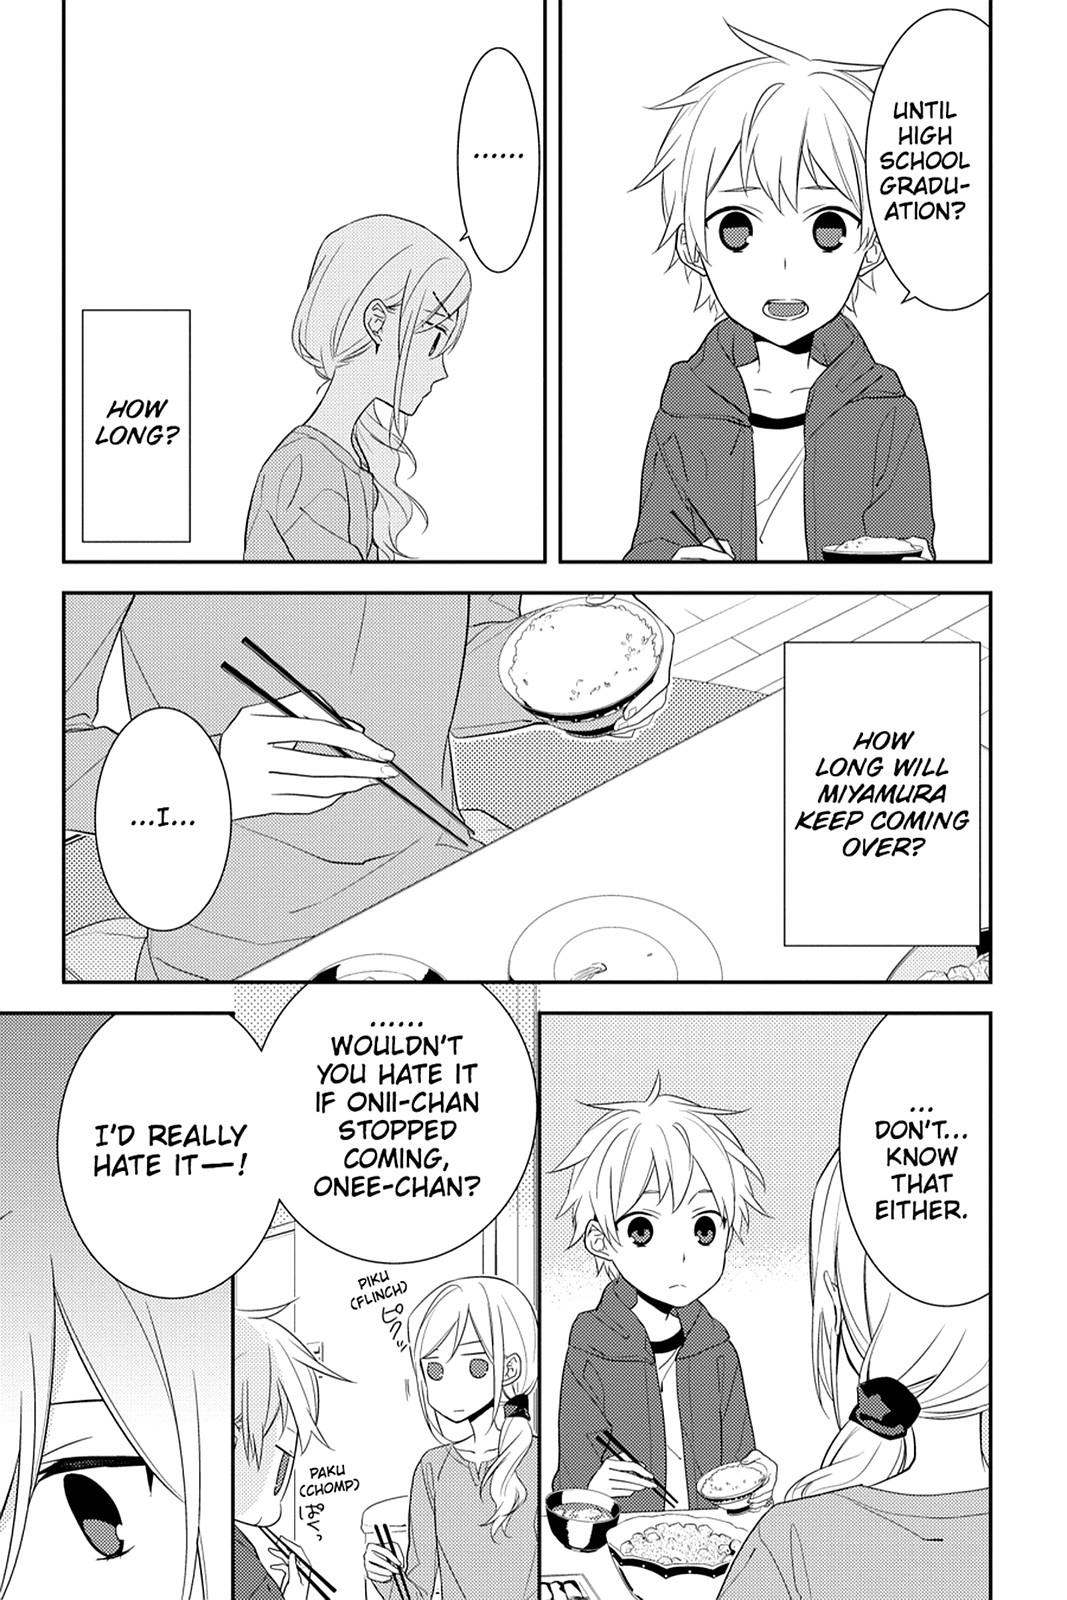 UNTIL
HIGH
SCHOOL
GRADU-
ATION?
......
HOW
LONG?
HOW
LONG WILL
MIYAMURA
KEEP COMING
OVER?
...I...
...
DON'T...
KNOW
THAT
EITHER.
......
WOULDN'T
YOU HATE IT
IF ONII-CHAN
STOPPED
COMING,
ONEE-CHAN?
PIKU
(FLINCH)
ピクッ
PAKU
(CHOMP)
ぱくっ
I'D REALLY
HATE IT—!